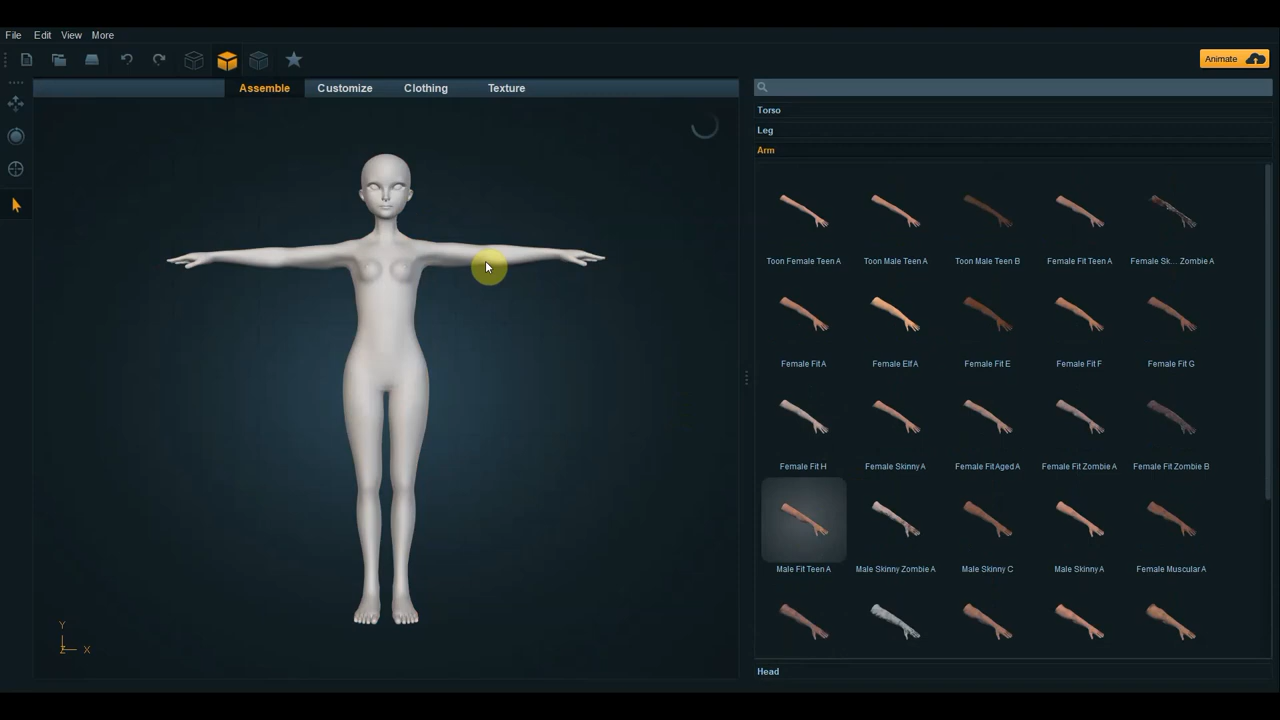 File Edit View More
Animate
Assemble Customize Clothing Texture
Torso
Leg
Arm
Toon Female Teen A Toon Male Teen A Toon Male Teen B Female Fit Teen A Female Sk... Zombie A
Female Fit A Female Elf A Female Fit E Female Fit F Female Fit G
Female Fit H Female Skinny A Female Fit Aged A Female Fit Zombie A Female Fit Zombie B
Male Fit Teen A Male Skinny Zombie A Male Skinny C Male Skinny A Female Muscular A
Y
Z X
Head